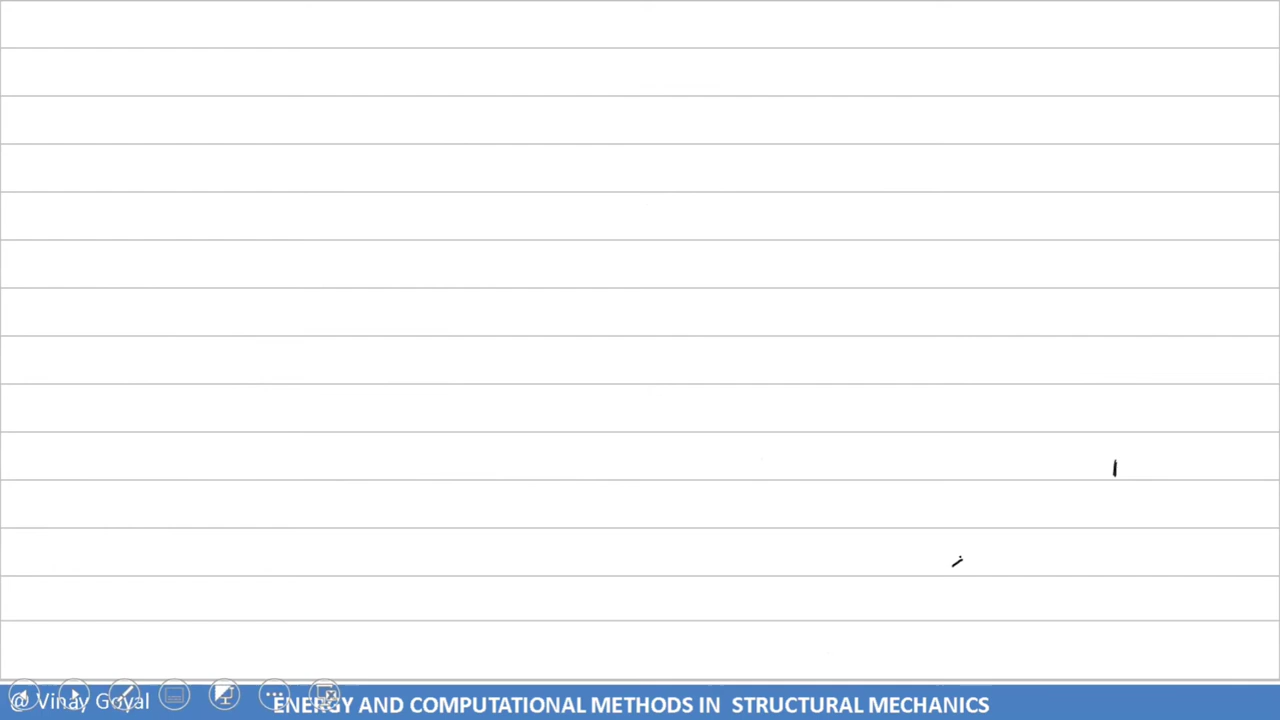 @ Vinay Goyal
ENERGY AND COMPUTATIONAL METHODS IN STRUCTURAL MECHANICS